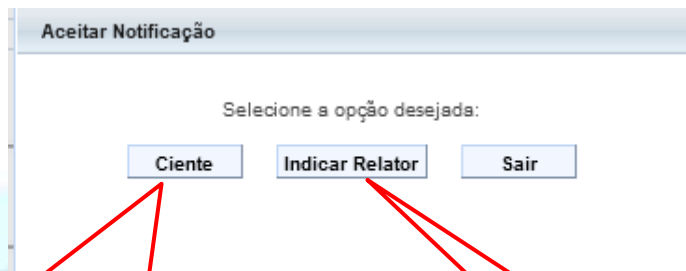 Aceitar Notificação
Selecione a opção desejada:
Ciente Indicar Relator Sair